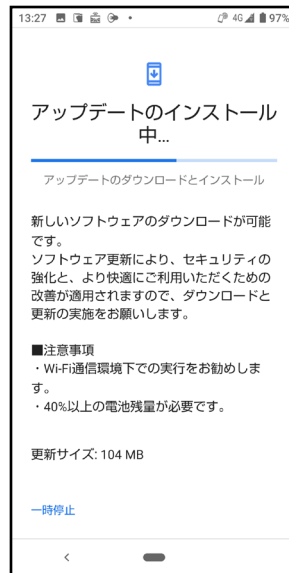 13:27 4G 97%
アップデートのインストール
中...
アップデートのダウンロードとインストール
新しいソフトウェアのダウンロードが可能
です。
ソフトウェア更新により、セキュリティの
強化と、より快適にご利用いただくための
改善が適用されますので、ダウンロードと
更新の実施をお願いします。
■注意事項
・Wi-Fi通信環境下での実行をお勧めしま
す。
・40%以上の電池残量が必要です。
更新サイズ: 104 MB
一時停止